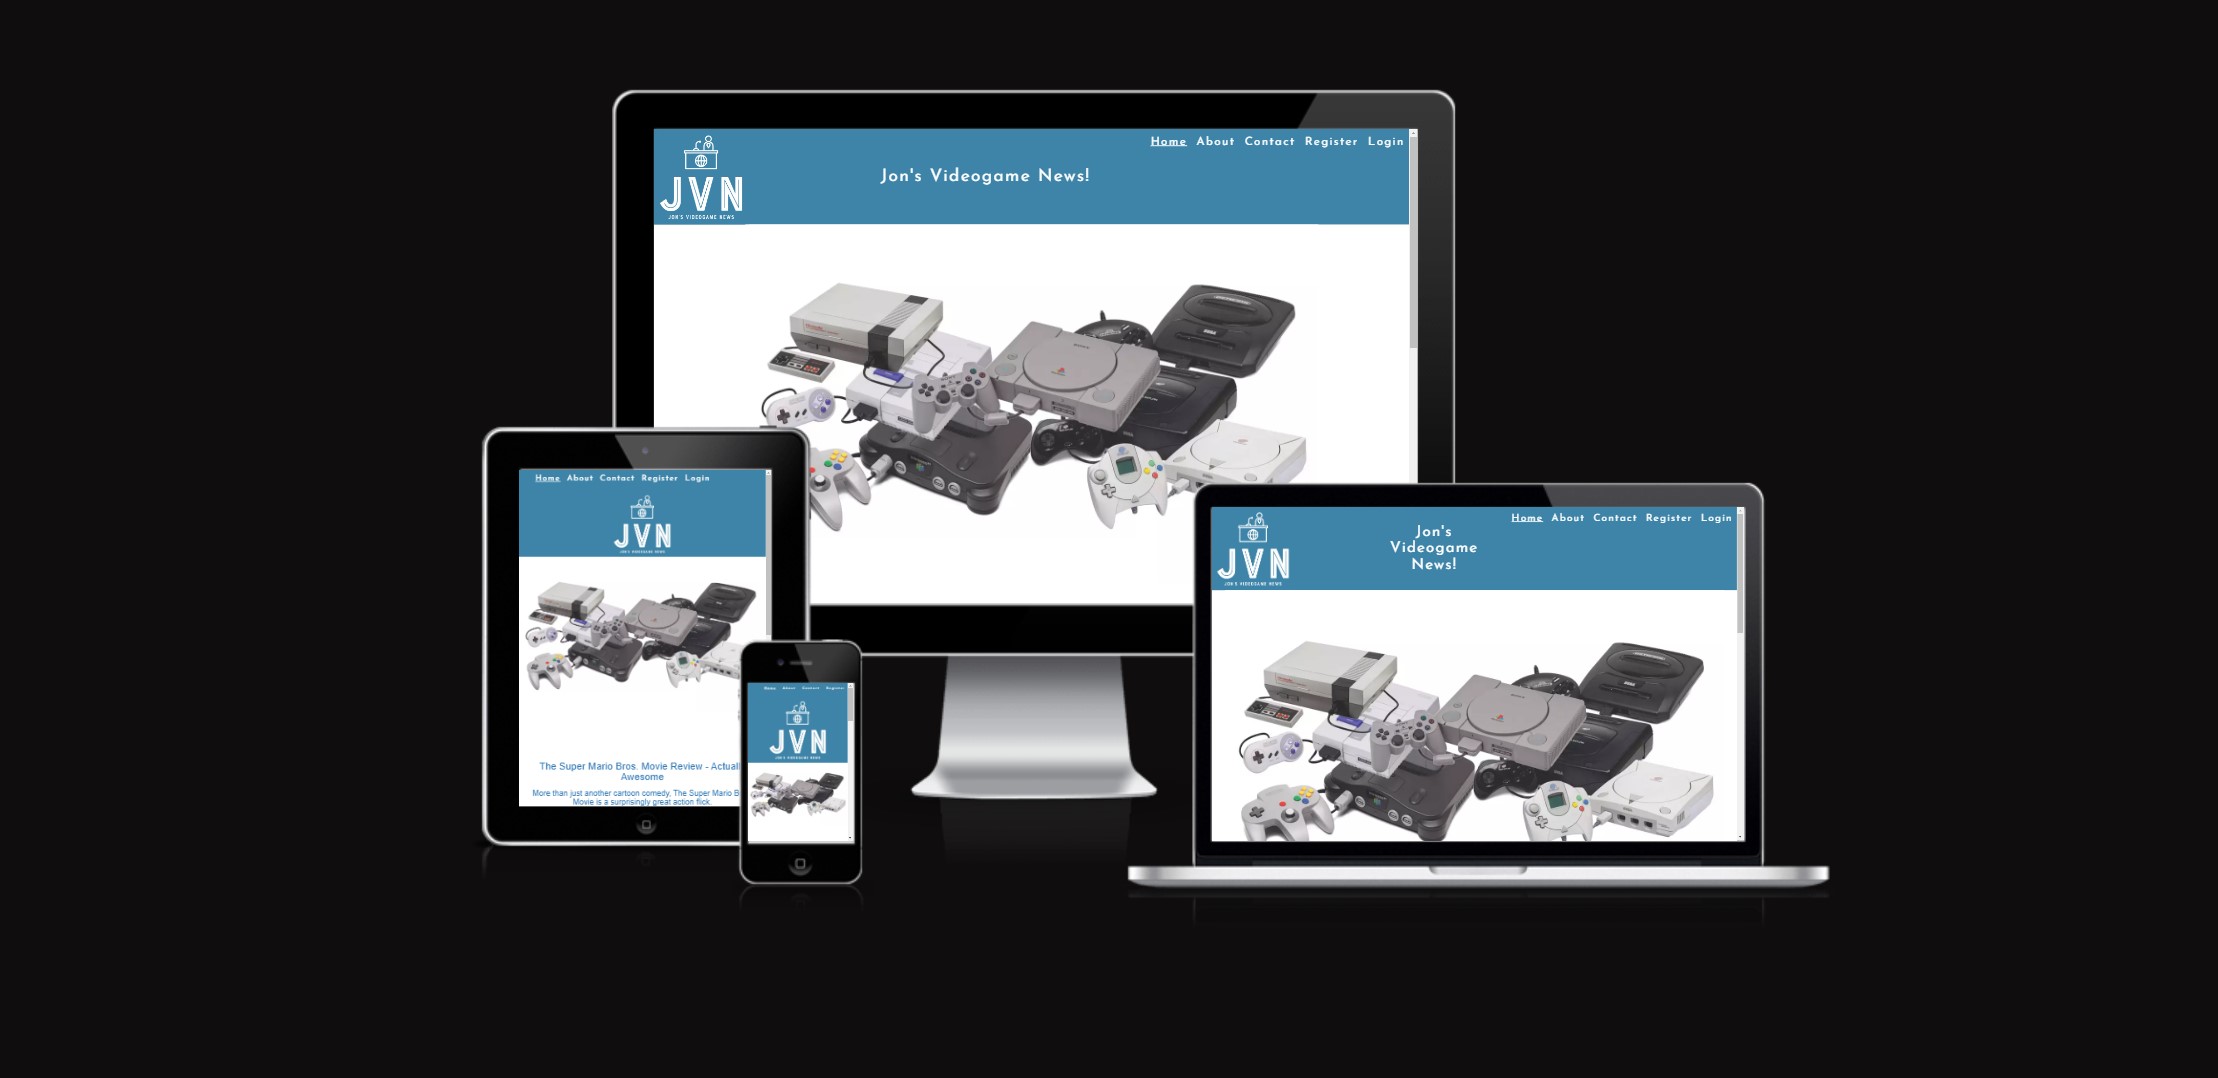 Home About Contact Register Login
Jon's Videogame News!
JVN
JON'S VIDEOGAME NEWS
SEGA
SONY
Home About Contact Register Login
JVN
JON'S VIDEOGAME NEWS
The Super Mario Bros. Movie Review - Actuall
Awesome
More than just another cartoon comedy, The Super Mario B
Movie is a surprisingly great action flick.
Home About Contact Register
JVN
JON'S VIDEOGAME NEWS
Home About Contact Register Login
Jon's
Videogame
News!
JVN
JON'S VIDEOGAME NEWS